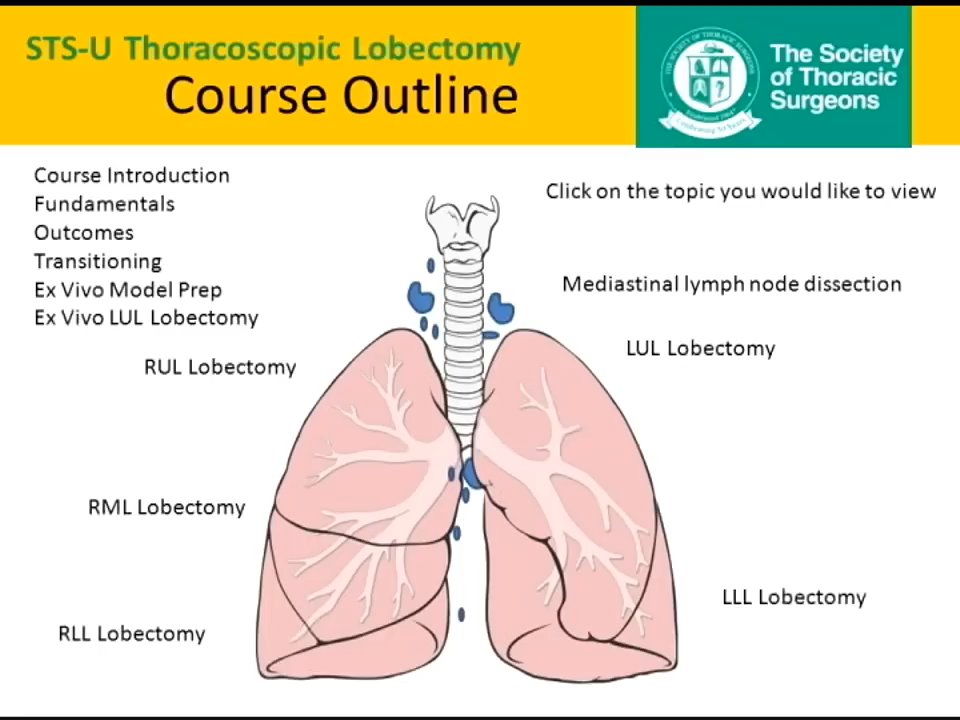 STS-U Thoracoscopic Lobectomy
Course Outline
The Society
of Thoracic
Surgeons
Course Introduction
Fundamentals
Outcomes
Transitioning
Ex Vivo Model Prep
Ex Vivo LUL Lobectomy
Click on the topic you would like to view
Mediastinal lymph node dissection
RUL Lobectomy
LUL Lobectomy
RML Lobectomy
LLL Lobectomy
RLL Lobectomy